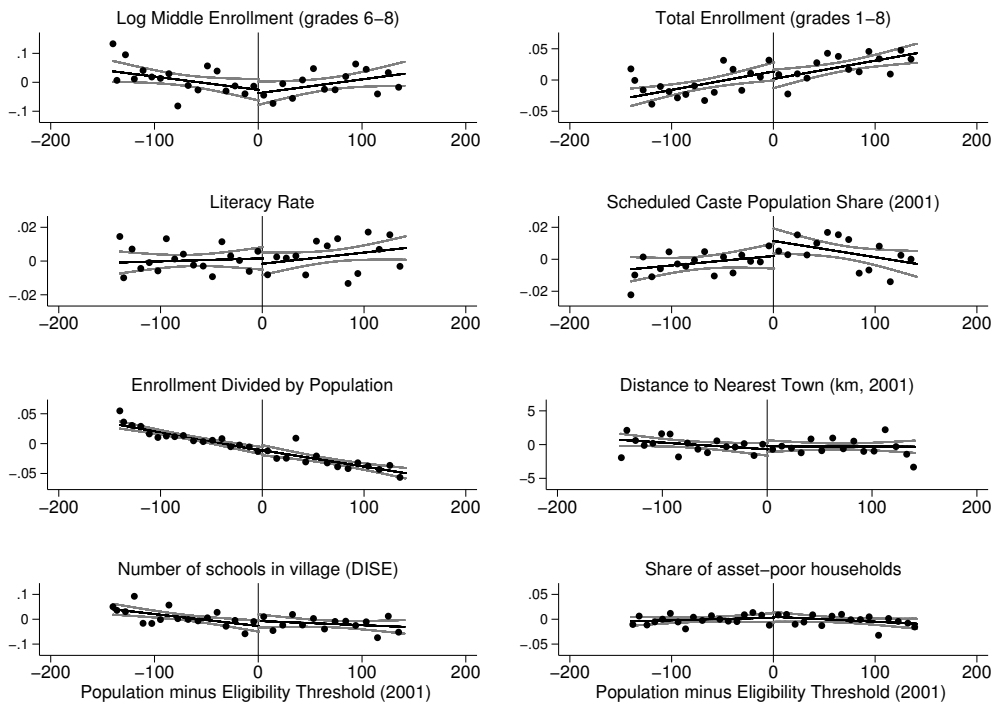 Log Middle Enrollment (grades 6−8)
.1
0
−.1
−200 −100 0 100 200
Total Enrollment (grades 1−8)
.05
0
−.05
−200 −100 0 100 200
Literacy Rate
.02
0
−.02
−200 −100 0 100 200
Scheduled Caste Population Share (2001)
.02
0
−.02
−200 −100 0 100 200
Enrollment Divided by Population
.05
0
−.05
−200 −100 0 100 200
Distance to Nearest Town (km, 2001)
5
0
−5
−200 −100 0 100 200
Number of schools in village (DISE)
.1
0
−.1
−200 −100 0 100 200
Population minus Eligibility Threshold (2001)
Share of asset−poor households
.05
0
−.05
−200 −100 0 100 200
Population minus Eligibility Threshold (2001)